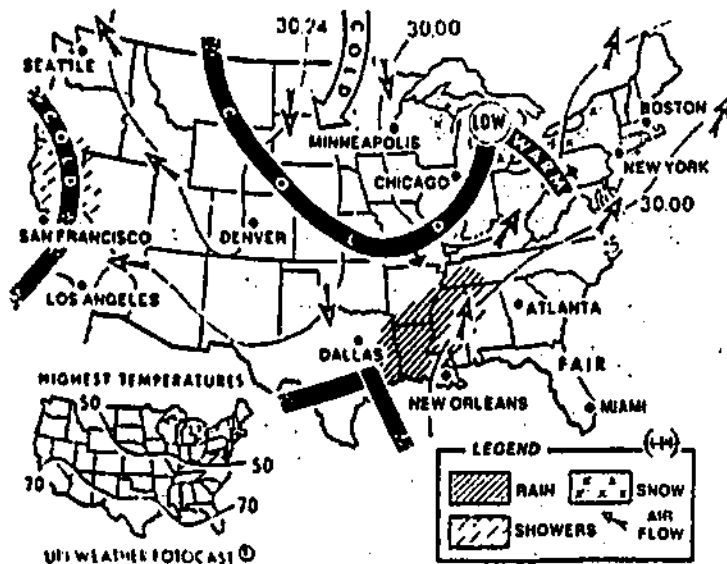 30.24
30.00
COLD
SEATTLE
COLD
COLD
LOW
WARM
BOSTON
MINNEAPOLIS
NEW YORK
CHICAGO
30.00
SAN FRANCISCO
DENVER
LOS ANGELES
ATLANTA
DALLAS
FAIR
HIGHEST TEMPERATURES
NEW ORLEANS
MIAMI
50
50
70
70
LEGEND
RAIN
SNOW
SHOWERS
AIR
FLOW
UPI WEATHER FOTOCAST